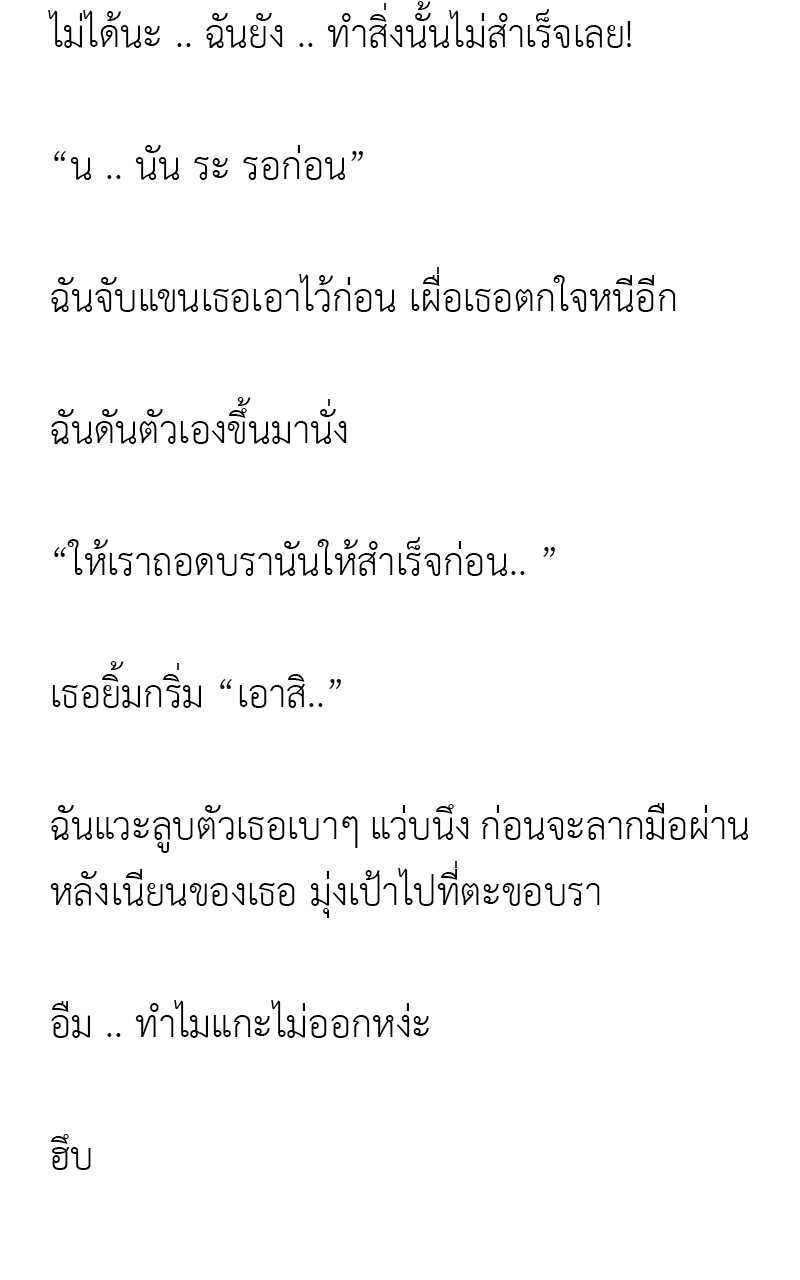 ไม่ได้นะ .. ฉันยัง .. ทำสิ่งนั้นไม่สำเร็จเลย!
“น .. นัน ระ รอก่อน”
ฉันจับแขนเธอเอาไว้ก่อน เผื่อเธอตกใจหนีอีก
ฉันดันตัวเองขึ้นมานั่ง
“ให้เราถอดบรานันให้สำเร็จก่อน.. ”
เธอยิ้มกริ่ม “เอาสิ..”
ฉันแวะลูบตัวเธอเบาๆ แว่บนึง ก่อนจะลากมือผ่าน
หลังเนียนของเธอ มุ่งเป้าไปที่ตะขอบรา
อืม .. ทำไมแกะไม่ออกหง่ะ
ฮึบ